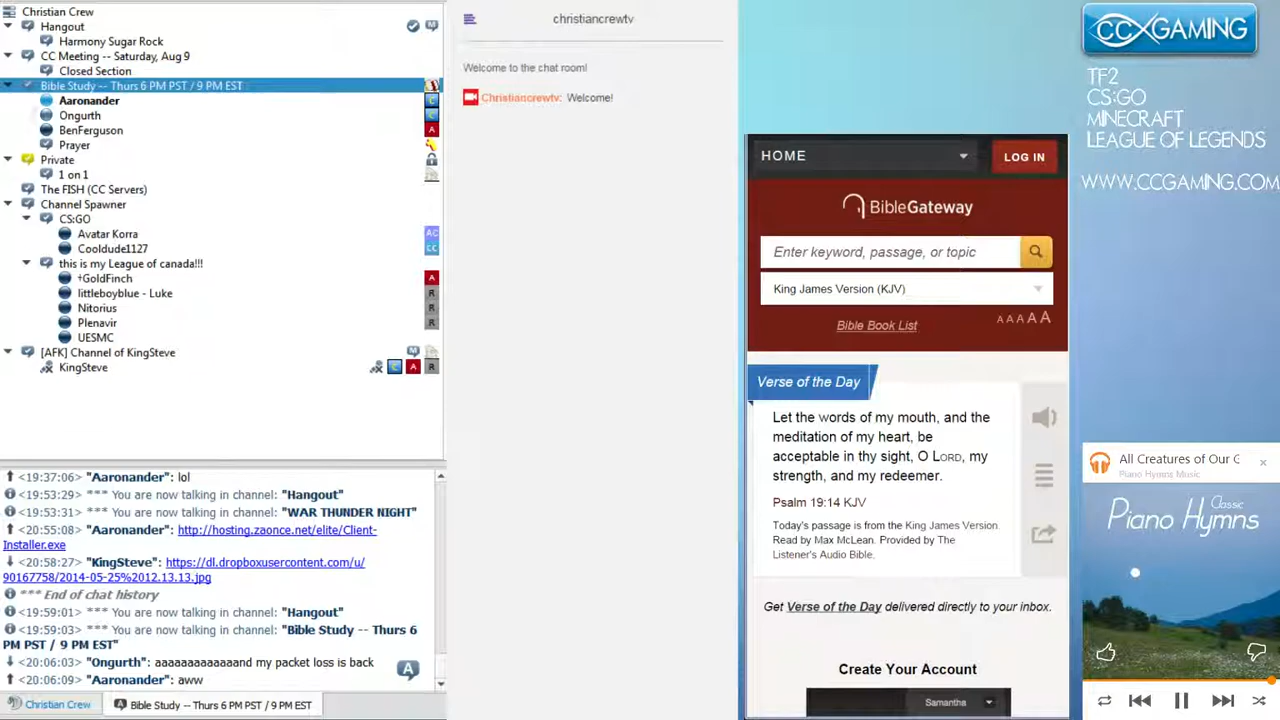 Christian Crew
Hangout
Harmony Sugar Rock
CC Meeting -- Saturday, Aug 9
Closed Section
Bible Study -- Thurs 6 PM PST / 9 PM EST
Aaronander
Ongurth
BenFerguson
Prayer
Private
1 on 1
The FISH (CC Servers)
Channel Spawner
CS:GO
Avatar Korra
Cooldude1127
this is my League of canada!!!
+GoldFinch
littleboyblue - Luke
Nitorius
Plenavir
UESMC
[AFK] Channel of KingSteve
KingSteve
<19:37:06> "Aaronander": lol
<19:53:29> *** You are now talking in channel: "Hangout"
<19:53:31> *** You are now talking in channel: "WAR THUNDER NIGHT"
<20:55:08> "Aaronander": http://hosting.zaonce.net/elite/Client-
Installer.exe
<20:58:27> "KingSteve": https://dl.dropboxusercontent.com/u/
90167758/2014-05-25%2012.13.13.jpg
*** End of chat history
<19:59:01> *** You are now talking in channel: "Hangout"
<19:59:03> *** You are now talking in channel: "Bible Study -- Thurs 6
PM PST / 9 PM EST"
<20:06:03> "Ongurth": aaaaaaaaaaaaand my packet loss is back
<20:06:09> "Aaronander": aww
Christian Crew
Bible Study -- Thurs 6 PM PST / 9 PM EST
christiancrewtv
Welcome to the chat room!
Christiancrewtv: Welcome!
HOME
LOG IN
BibleGateway
Enter keyword, passage, or topic
King James Version (KJV)
Bible Book List
A A A A A
Verse of the Day
Let the words of my mouth, and the
meditation of my heart, be
acceptable in thy sight, O LORD, my
strength, and my redeemer.
Psalm 19:14 KJV
Today's passage is from the King James Version.
Read by Max McLean. Provided by The
Listener's Audio Bible.
Get Verse of the Day delivered directly to your inbox.
Create Your Account
Samantha
CCXGAMING
TF2
CS:GO
MINECRAFT
LEAGUE OF LEGENDS
WWW.CCGAMING.COM
All Creatures of Our G
Piano Hymns Music
Classic
Piano Hymns